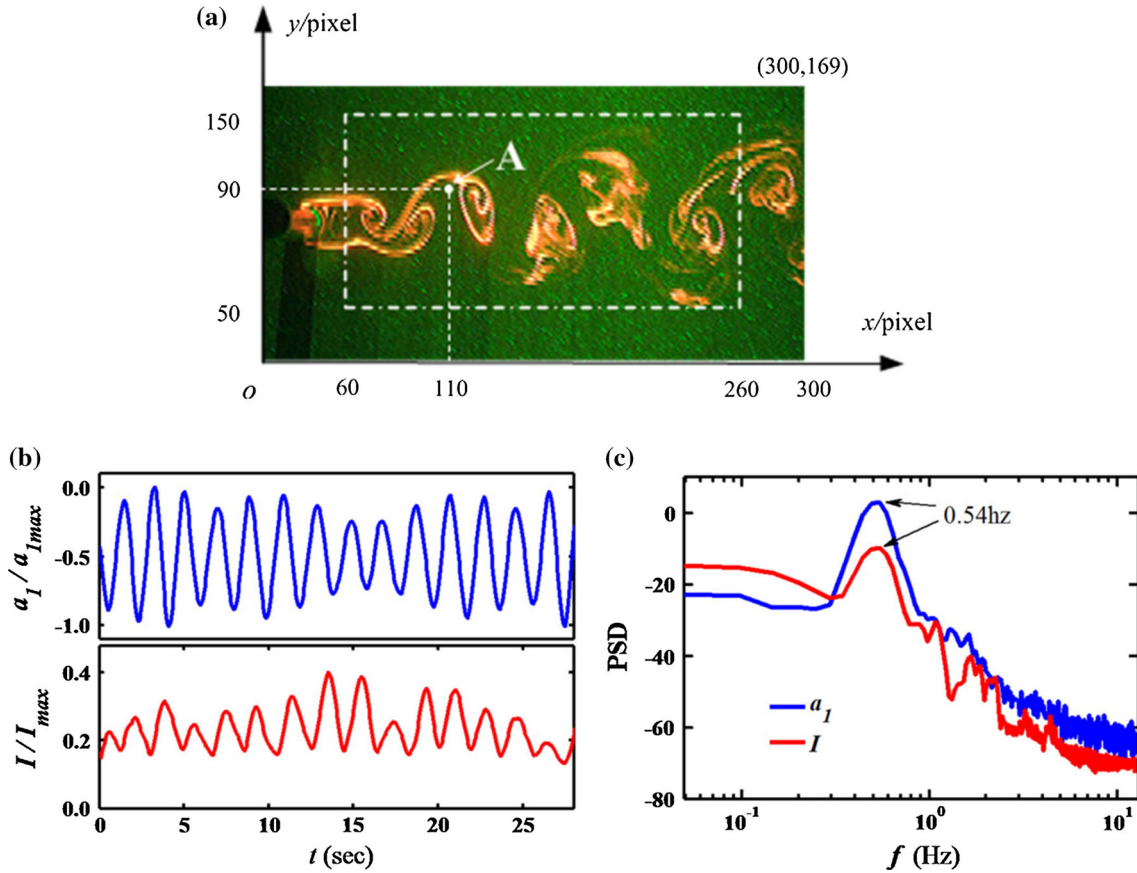 (a)
y/pixel
(300,169)
150
A
90
50
x/pixel
o
60
110
260
300
(b)
0.0
-0.5
-1.0
a1 / a1max
0.4
0.2
0.0
I / Imax
0
5
10
15
20
25
t (sec)
(c)
0
-20
-40
-60
-80
PSD
0.54hz
a1
I
10-1
100
101
f (Hz)